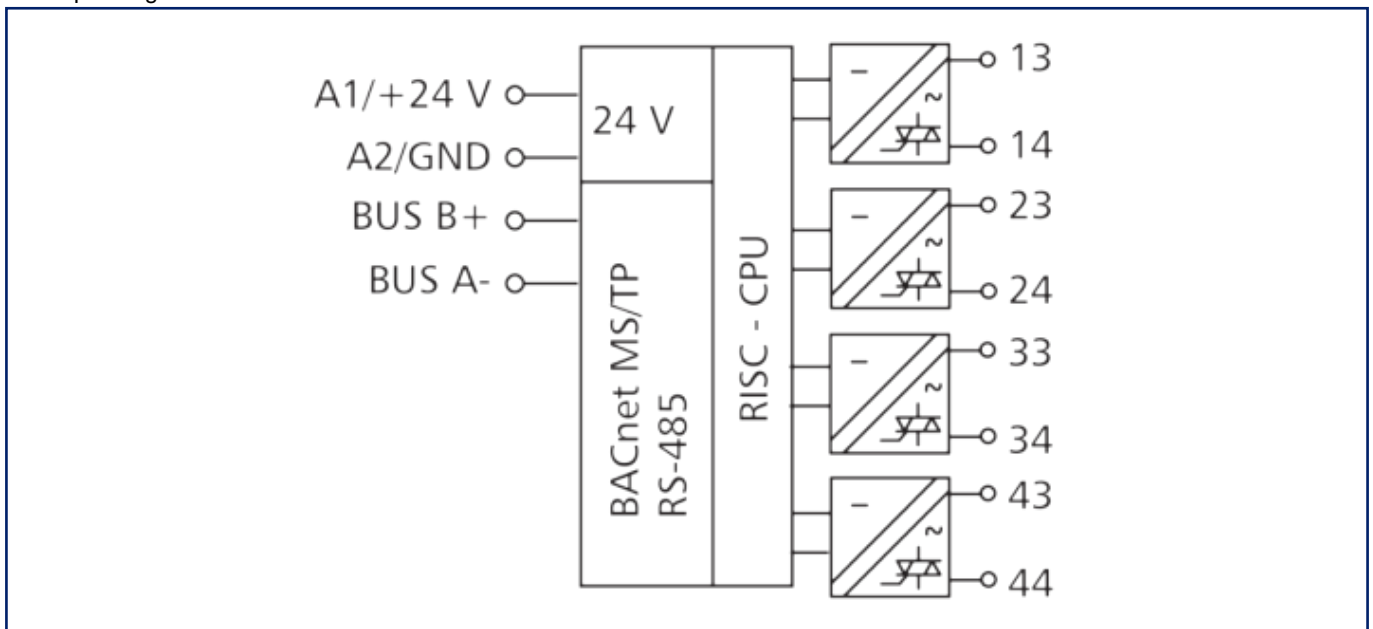 A1/+24 V
A2/GND
BUS B+
BUS A-
24 V
BACnet MS/TP
RS-485
RISC - CPU
13
14
23
24
33
34
43
44